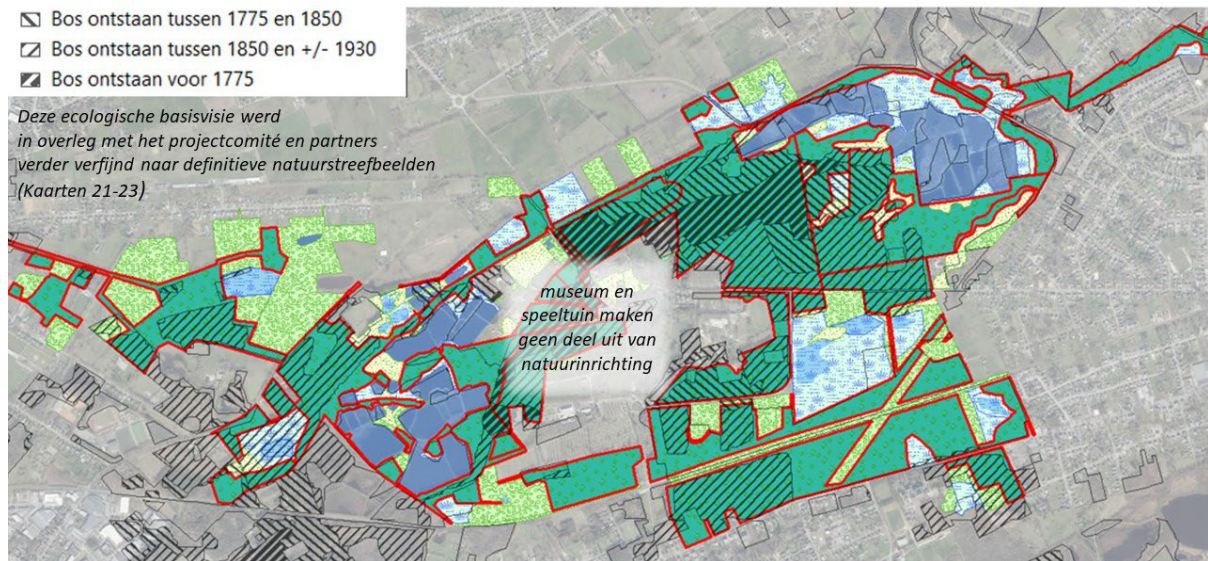 Bos ontstaan tussen 1775 en 1850
Bos ontstaan tussen 1850 en +/- 1930
Bos ontstaan voor 1775
Deze ecologische basisvisie werd
in overleg met het projectcomité en partners
verder verfijnd naar definitieve natuurstreefbeelden
(Kaarten 21-23)
museum en
speeltuin maken
geen deel uit van
natuurinrichting